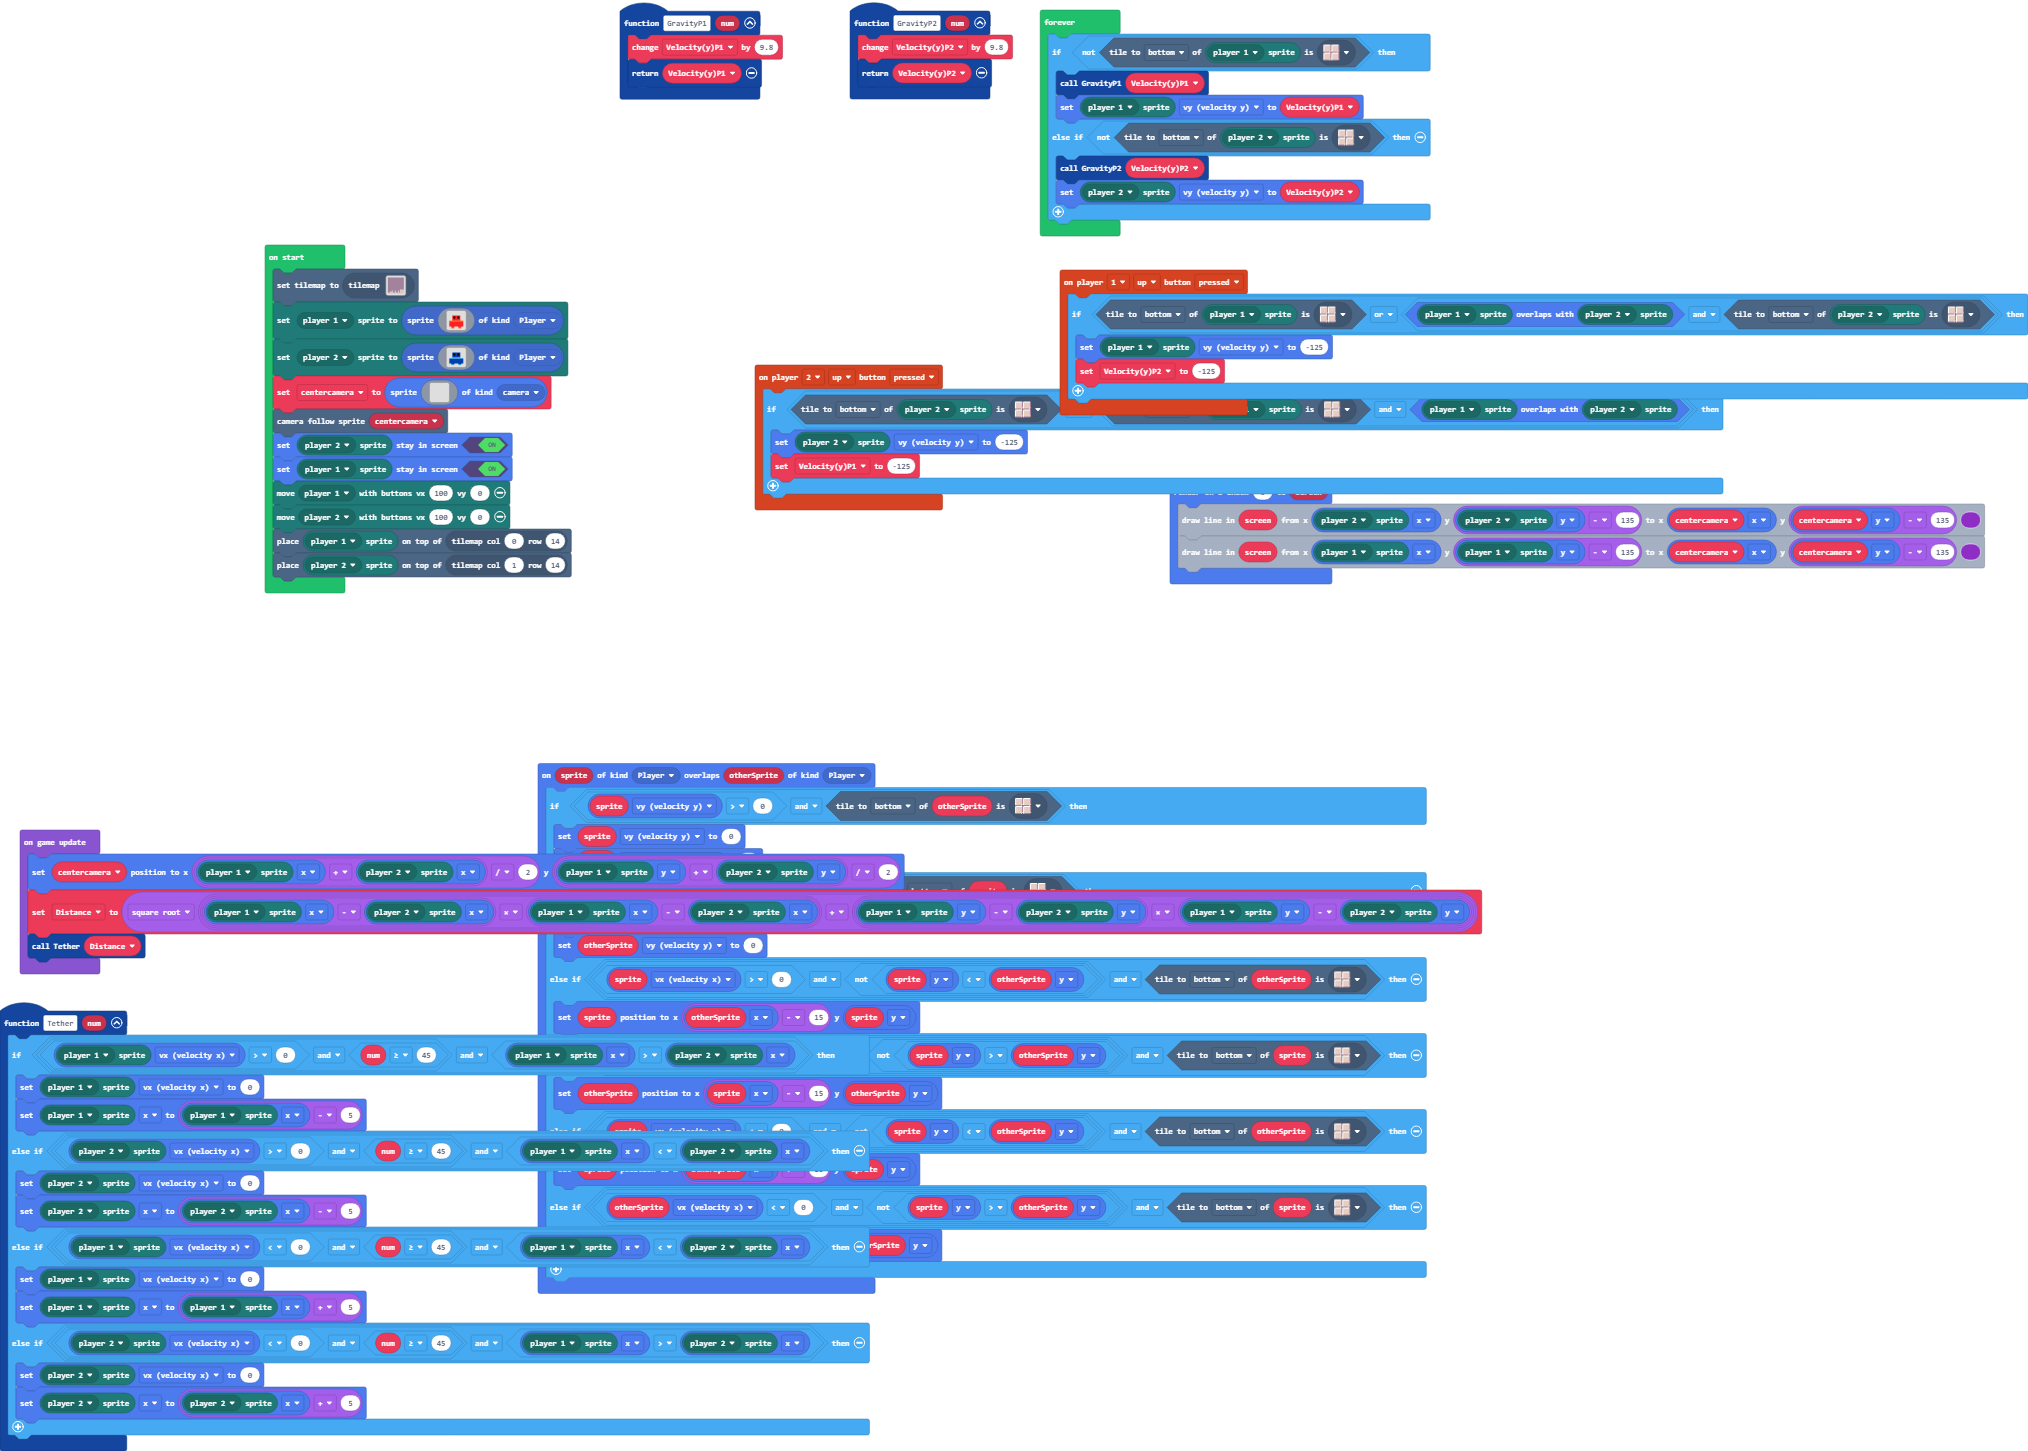 function GravityP1 num
change Velocity(y)P1 by 9.8
return Velocity(y)P1
function GravityP2 num
change Velocity(y)P2 by 9.8
return Velocity(y)P2
forever
if not tile to bottom of player 1 sprite is then
call GravityP1 Velocity(y)P1
set player 1 sprite vy (velocity y) to Velocity(y)P1
else if not tile to bottom of player 2 sprite is then
call GravityP2 Velocity(y)P2
set player 2 sprite vy (velocity y) to Velocity(y)P2
on start
set tilemap to tilemap
set player 1 sprite to sprite of kind Player
set player 2 sprite to sprite of kind Player
set centercamera to sprite of kind camera
camera follow sprite centercamera
set player 2 sprite stay in screen ON
set player 1 sprite stay in screen ON
move player 1 with buttons vx 100 vy 0
move player 2 with buttons vx 100 vy 0
place player 1 sprite on top of tilemap col 0 row 14
place player 2 sprite on top of tilemap col 1 row 14
on player 1 up button pressed
if tile to bottom of player 1 sprite is or player 1 sprite overlaps with player 2 sprite and tile to bottom of player 2 sprite is then
set player 1 sprite vy (velocity y) to -125
set Velocity(y)P2 to -125
on player 2 up button pressed
if tile to bottom of player 2 sprite is sprite is and player 1 sprite overlaps with player 2 sprite then
set player 2 sprite vy (velocity y) to -125
set Velocity(y)P1 to -125
draw line in screen from x player 2 sprite x y player 2 sprite y - 135 to x centercamera x y centercamera y - 135
draw line in screen from x player 1 sprite x y player 1 sprite y - 135 to x centercamera x y centercamera y - 135
on sprite of kind Player overlaps otherSprite of kind Player
if sprite vy (velocity y) > 0 and tile to bottom of otherSprite is then
set sprite vy (velocity y) to 0
set otherSprite vy (velocity y) to 0
else if sprite vx (velocity x) > 0 and not sprite y < otherSprite y and tile to bottom of otherSprite is then
set sprite position to x otherSprite x - 15 y sprite y
not sprite y > otherSprite y and tile to bottom of sprite is then
set otherSprite position to x sprite x - 15 y otherSprite y
sprite y < otherSprite y and tile to bottom of otherSprite is then
else if otherSprite vx (velocity x) < 0 and not sprite y > otherSprite y and tile to bottom of sprite is then
y
on game update
set centercamera position to x player 1 sprite x + player 2 sprite x / 2 y player 1 sprite y + player 2 sprite y / 2
set Distance to square root player 1 sprite x - player 2 sprite x × player 1 sprite x - player 2 sprite x + player 1 sprite y - player 2 sprite y × player 1 sprite y - player 2 sprite y
call Tether Distance
function Tether num
if player 1 sprite vx (velocity x) > 0 and num ≥ 45 and player 1 sprite x > player 2 sprite x then
set player 1 sprite vx (velocity x) to 0
set player 1 sprite x to player 1 sprite x - 5
else if player 2 sprite vx (velocity x) > 0 and num ≥ 45 and player 1 sprite x < player 2 sprite x then
set player 2 sprite vx (velocity x) to 0
set player 2 sprite x to player 2 sprite x - 5
else if player 1 sprite vx (velocity x) < 0 and num ≥ 45 and player 1 sprite x < player 2 sprite x then
set player 1 sprite vx (velocity x) to 0
set player 1 sprite x to player 1 sprite x + 5
else if player 2 sprite vx (velocity x) < 0 and num ≥ 45 and player 1 sprite x > player 2 sprite x then
set player 2 sprite vx (velocity x) to 0
set player 2 sprite x to player 2 sprite x + 5